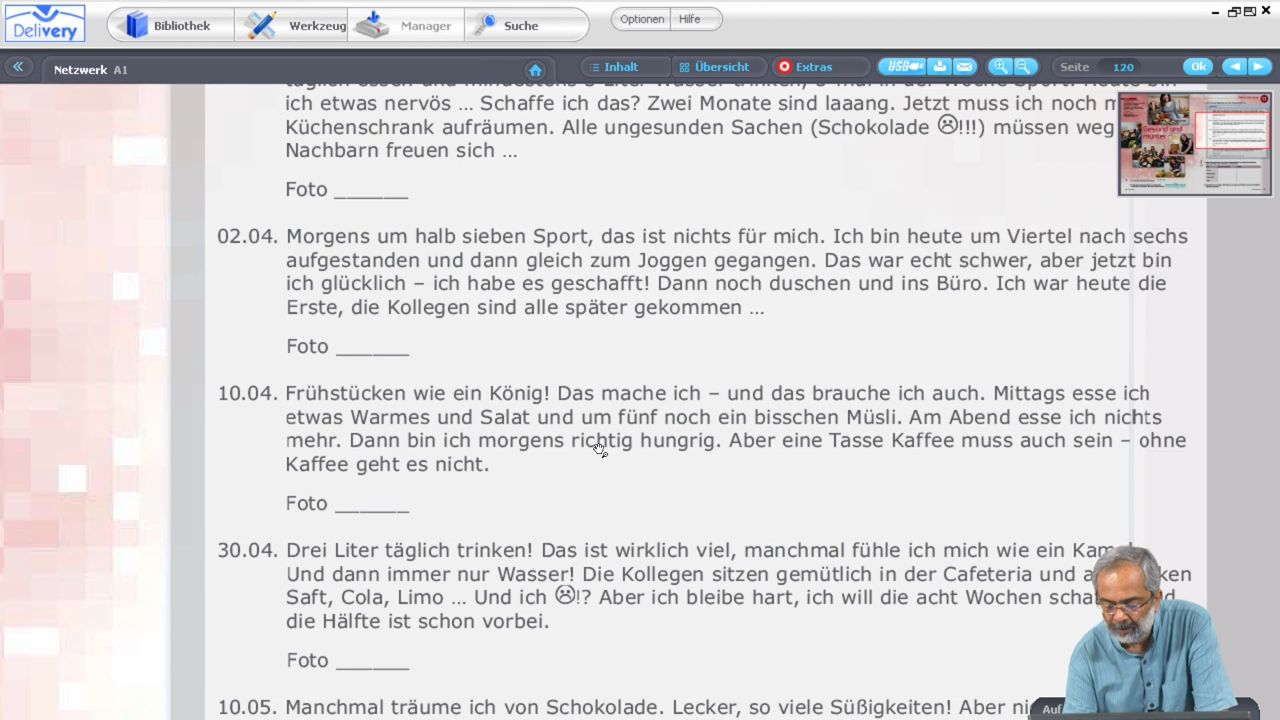 Delivery
Bibliothek
Werkzeug
Manager
Suche
Optionen
Hilfe
Netzwerk A1
Inhalt
Übersicht
Extras
USB
Seite
120
Ok
ich etwas nervös … Schaffe ich das? Zwei Monate sind laaang. Jetzt muss ich noch m
Küchenschrank aufräumen. Alle ungesunden Sachen (Schokolade ☹!!!) müssen weg
Nachbarn freuen sich …
Foto ______
02.04. Morgens um halb sieben Sport, das ist nichts für mich. Ich bin heute um Viertel nach sechs
aufgestanden und dann gleich zum Joggen gegangen. Das war echt schwer, aber jetzt bin
ich glücklich – ich habe es geschafft! Dann noch duschen und ins Büro. Ich war heute die
Erste, die Kollegen sind alle später gekommen …
Foto ______
10.04. Frühstücken wie ein König! Das mache ich – und das brauche ich auch. Mittags esse ich
etwas Warmes und Salat und um fünf noch ein bisschen Müsli. Am Abend esse ich nichts
mehr. Dann bin ich morgens richtig hungrig. Aber eine Tasse Kaffee muss auch sein – ohne
Kaffee geht es nicht.
Foto ______
30.04. Drei Liter täglich trinken! Das ist wirklich viel, manchmal fühle ich mich wie ein
Und dann immer nur Wasser! Die Kollegen sitzen gemütlich in der Cafeteria und
Saft, Cola, Limo … Und ich ☹!? Aber ich bleibe hart, ich will die acht Wochen
die Hälfte ist schon vorbei.
Foto ______
10.05. Manchmal träume ich von Schokolade. Lecker, so viele Süßigkeiten! Aber
Auf
Gesund und
munter